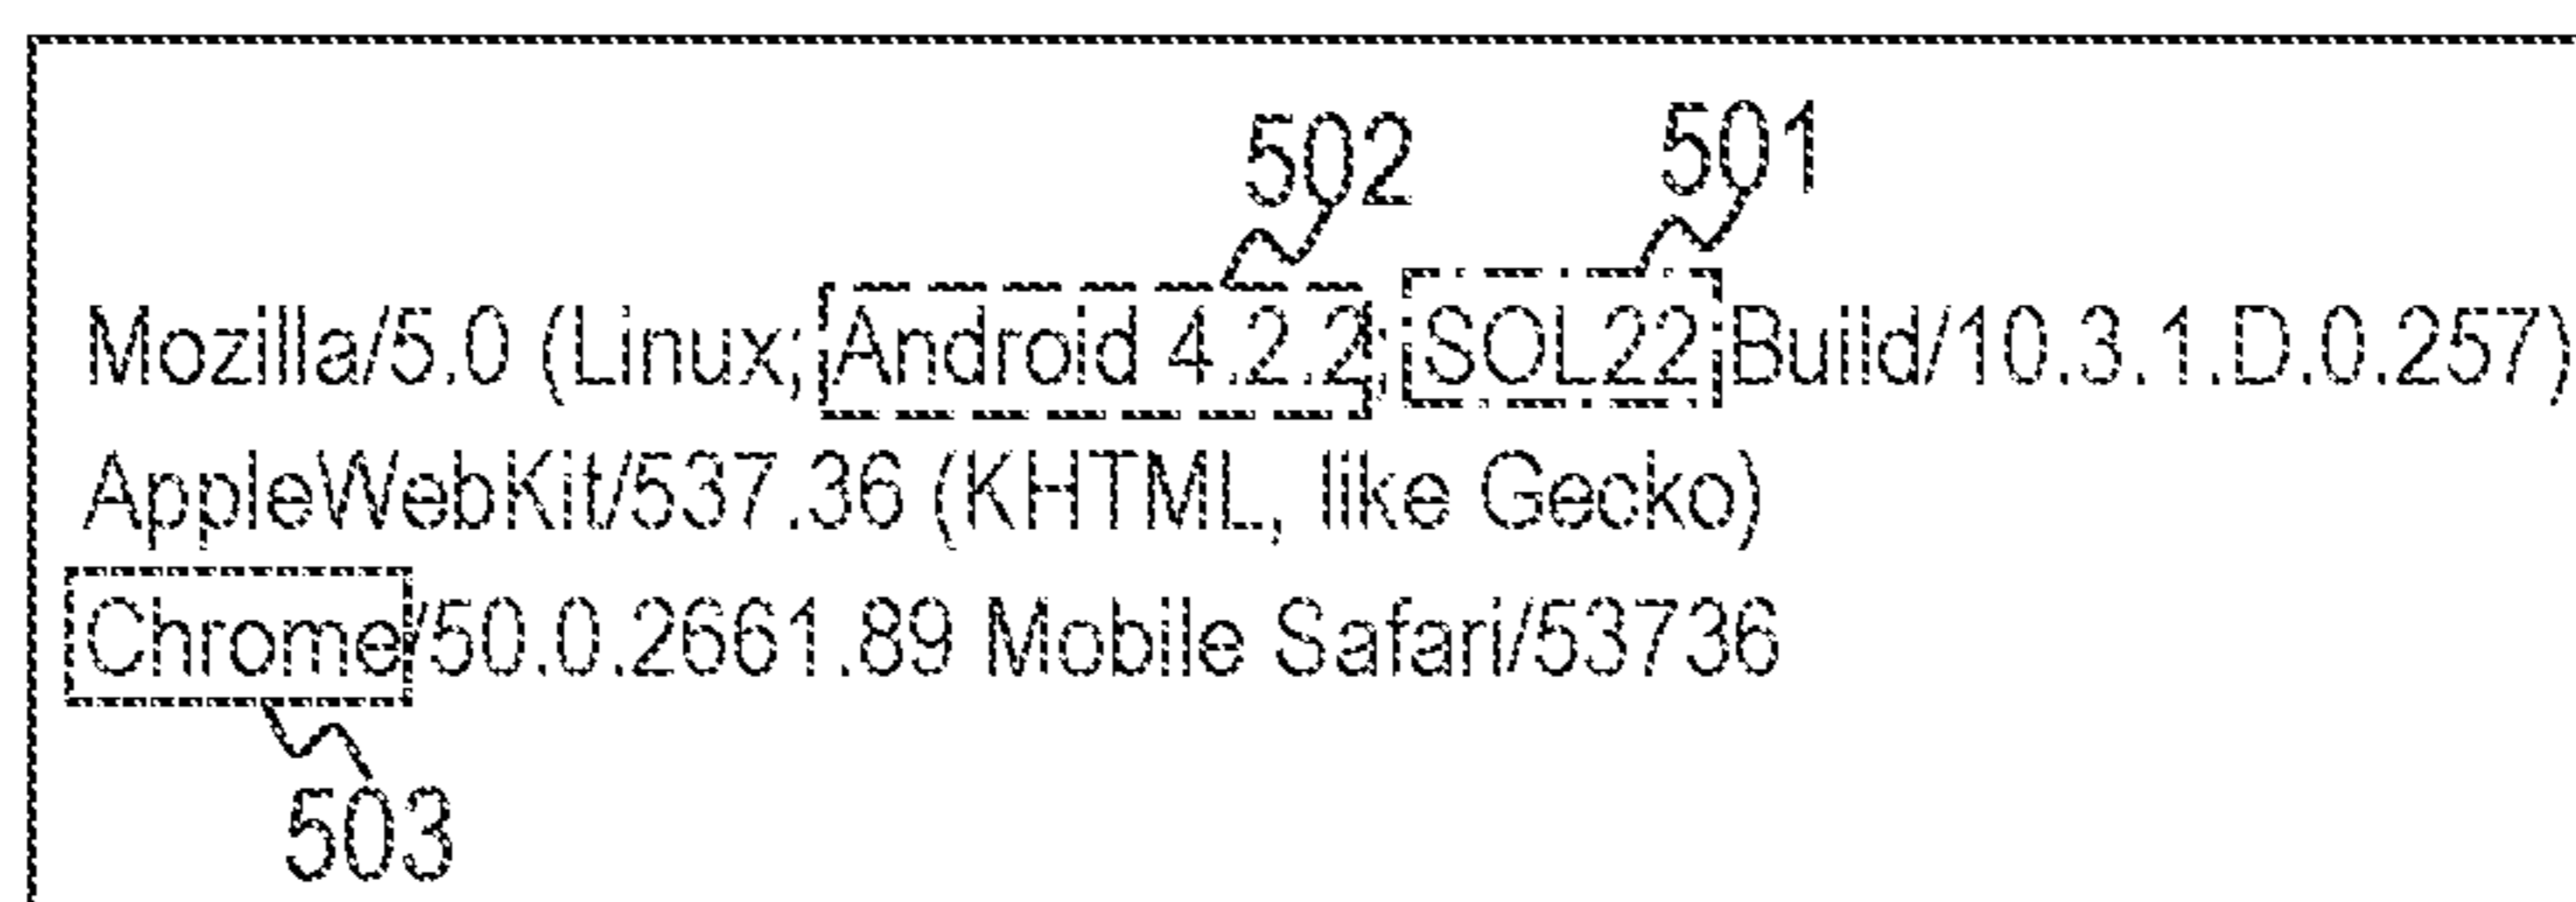 502 501
Mozilla/5.0 (Linux; Android 4.2.2; SOL22 Build/10.3.1.D.0.257)
AppleWebKit/537.36 (KHTML, like Gecko)
Chrome/50.0.2661.89 Mobile Safari/53736
503